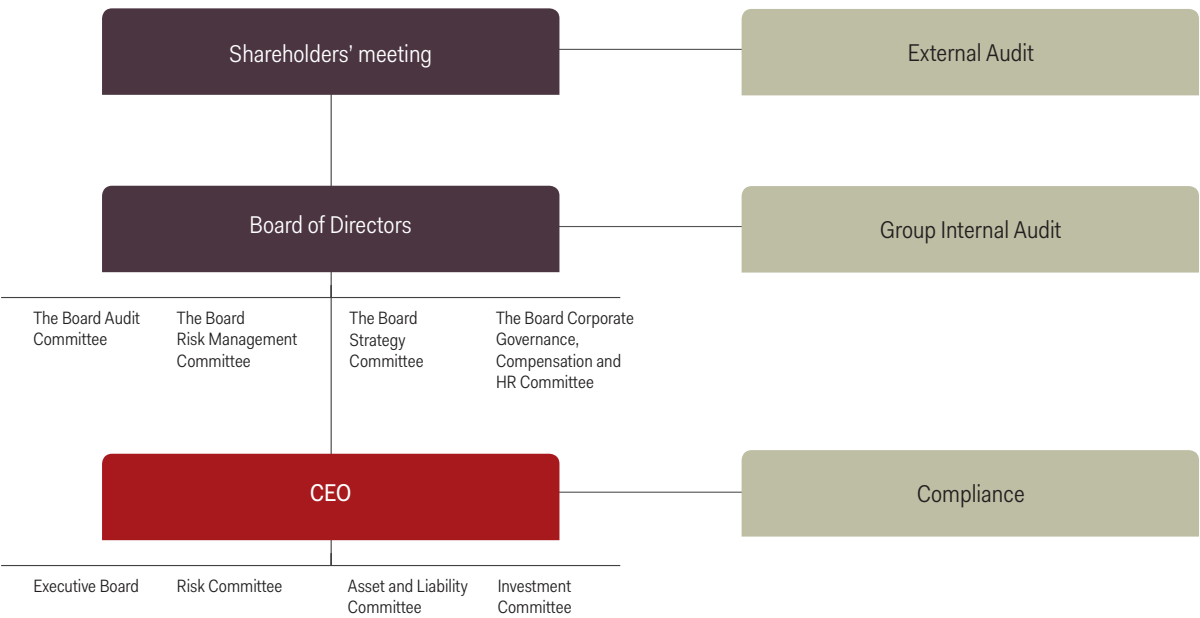 Shareholders’ meeting
External Audit
Board of Directors
Group Internal Audit
The Board Audit
Committee
The Board
Risk Management
Committee
The Board
Strategy
Committee
The Board Corporate
Governance,
Compensation and
HR Committee
CEO
Compliance
Executive Board
Risk Committee
Asset and Liability
Committee
Investment
Committee